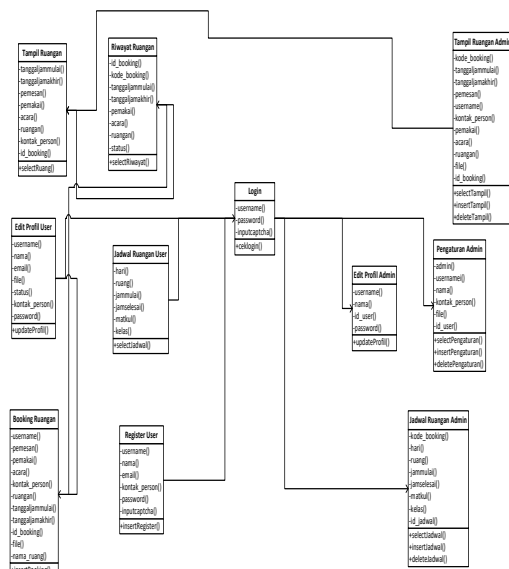 Tampil Ruangan
-tanggaljammulai()
-tanggaljamakhir()
-pemesan()
-pemakai()
-acara()
-ruangan()
-kontak_person()
-id_booking()
+selectRuang()
Riwayat Ruangan
-id_booking()
-kode_booking()
-tanggaljammulai()
-tanggaljamakhir()
-pemakai()
-acara()
-ruangan()
-status()
+selectRiwayat()
Tampil Ruangan Admin
-kode_booking()
-tanggaljammulai()
-tanggaljamakhir()
-pemesan()
-username()
-kontak_person()
-pemakai()
-acara()
-ruangan()
-file()
-id_booking()
+selectTampil()
+insertTampil()
+deleteTampil()
Login
-username()
-password()
-inputcaptcha()
+ceklogin()
Edit Profil User
-username()
-nama()
-email()
-file()
-status()
-kontak_person()
-password()
+updateProfil()
Jadwal Ruangan User
-hari()
-ruang()
-jammulai()
-jamselesai()
-matkul()
-kelas()
+selectJadwal()
Edit Profil Admin
-username()
-nama()
-id_user()
-password()
+updateProfil()
Pengaturan Admin
-admin()
-username()
-nama()
-kontak_person()
-file()
-id_user()
+selectPengaturan()
+insertPengaturan()
+deletePengaturan()
Booking Ruangan
-username()
-pemesan()
-pemakai()
-acara()
-kontak_person()
-ruangan()
-tanggaljammulai()
-tanggaljamakhir()
-id_booking()
-file()
-nama_ruang()
+insertBooking()
Register User
-username()
-nama()
-email()
-kontak_person()
-password()
-inputcaptcha()
+insertRegister()
Jadwal Ruangan Admin
-kode_booking()
-hari()
-ruang()
-jammulai()
-jamselesai()
-matkul()
-kelas()
-id_jadwal()
+selectJadwal()
+insertJadwal()
+deleteJadwal()